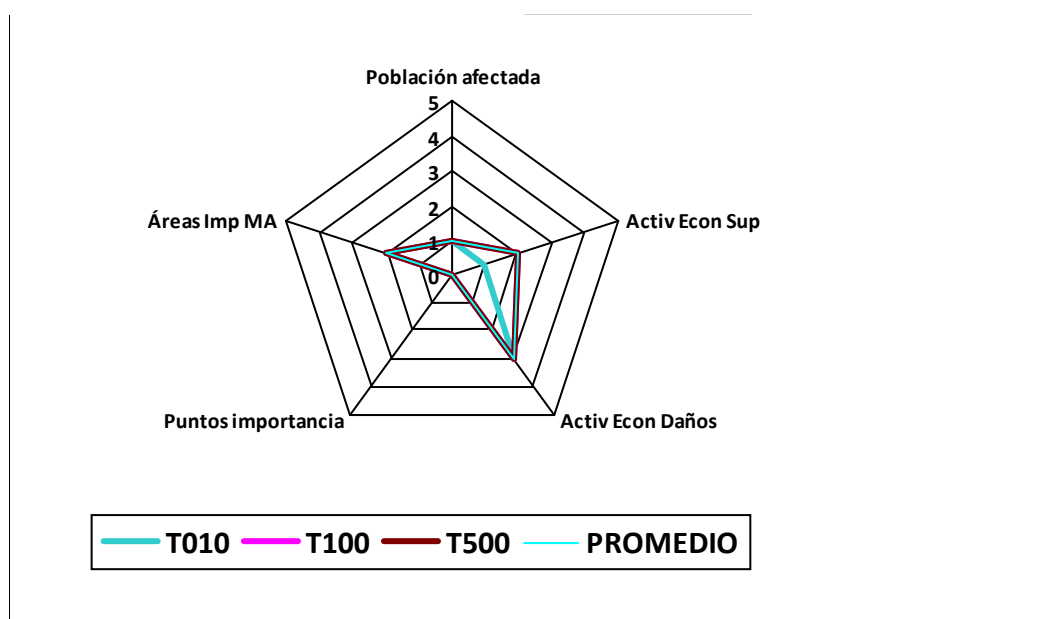 Población afectada
5
4
3
2
1
0
Áreas Imp MA
Activ Econ Sup
Puntos importancia
Activ Econ Daños
T010 T100 T500 PROMEDIO